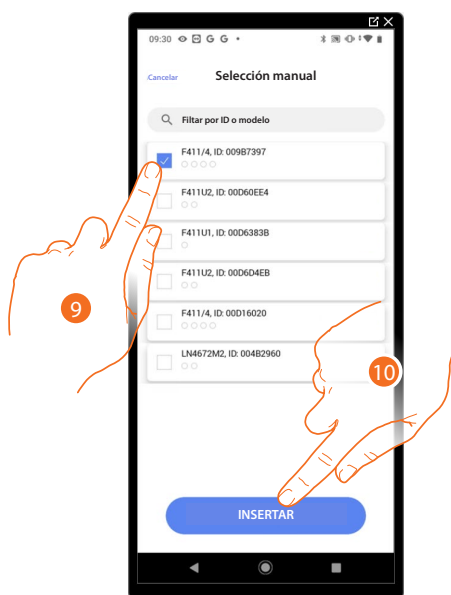 09:30 G G
Cancelar Selección manual
Filtar por ID o modelo
F411/4, ID: 009B7397
F411U2, ID: 00D60EE4
F411U1, ID: 00D6383B
F411U2, ID: 00D6D4EB
F411/4, ID: 00D16020
LN4672M2, ID: 004B2960
9
10
INSERTAR